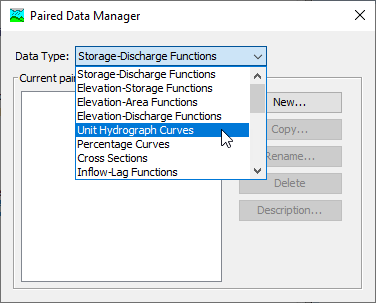 Paired Data Manager
Data Type: Storage-Discharge Functions
Current pai
Storage-Discharge Functions
Elevation-Storage Functions
Elevation-Area Functions
Elevation-Discharge Functions
Unit Hydrograph Curves
Percentage Curves
Cross Sections
Inflow-Lag Functions
New...
Copy...
Rename...
Delete
Description...